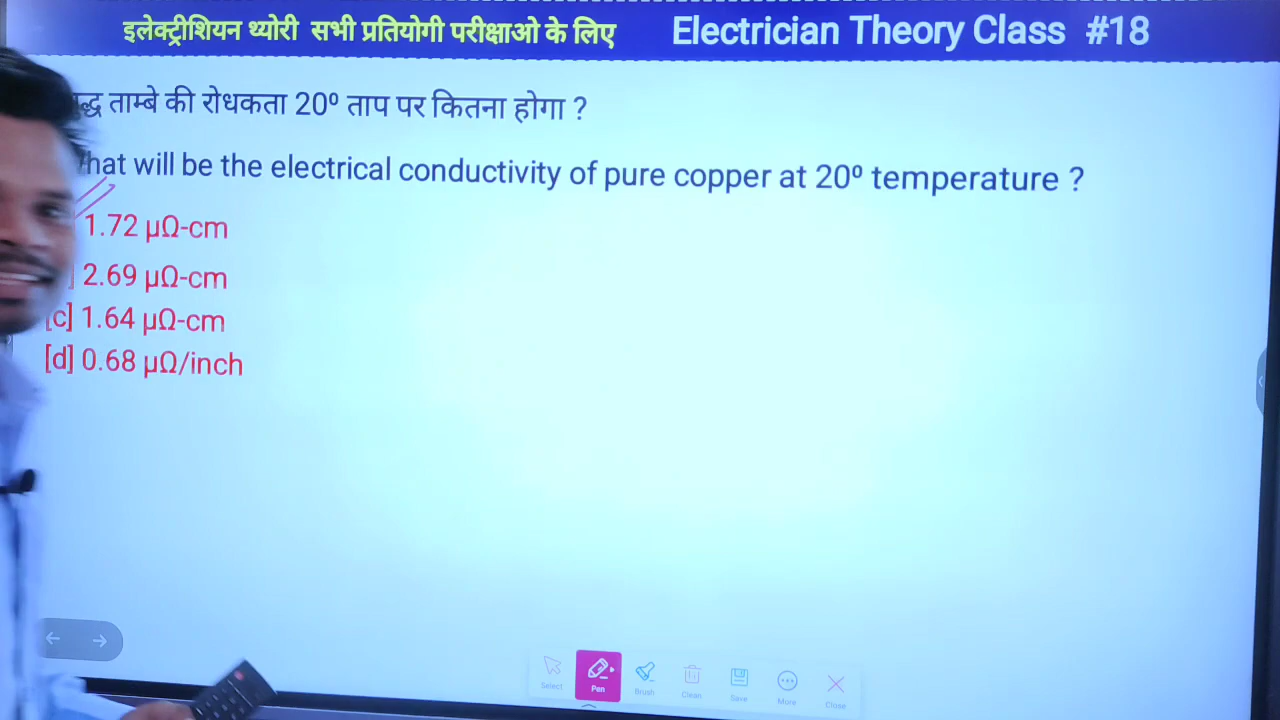 इलेक्ट्रीशियन थ्योरी सभी प्रतियोगी परीक्षाओ के लिए Electrician Theory Class #18
ताम्बे की रोधकता 20⁰ ताप पर कितना होगा ?
will be the electrical conductivity of pure copper at 20⁰ temperature ?
1.72 μΩ-cm
] 2.69 μΩ-cm
[c] 1.64 μΩ-cm
[d] 0.68 μΩ/inch
Select Pen Brush Clean Save More Close